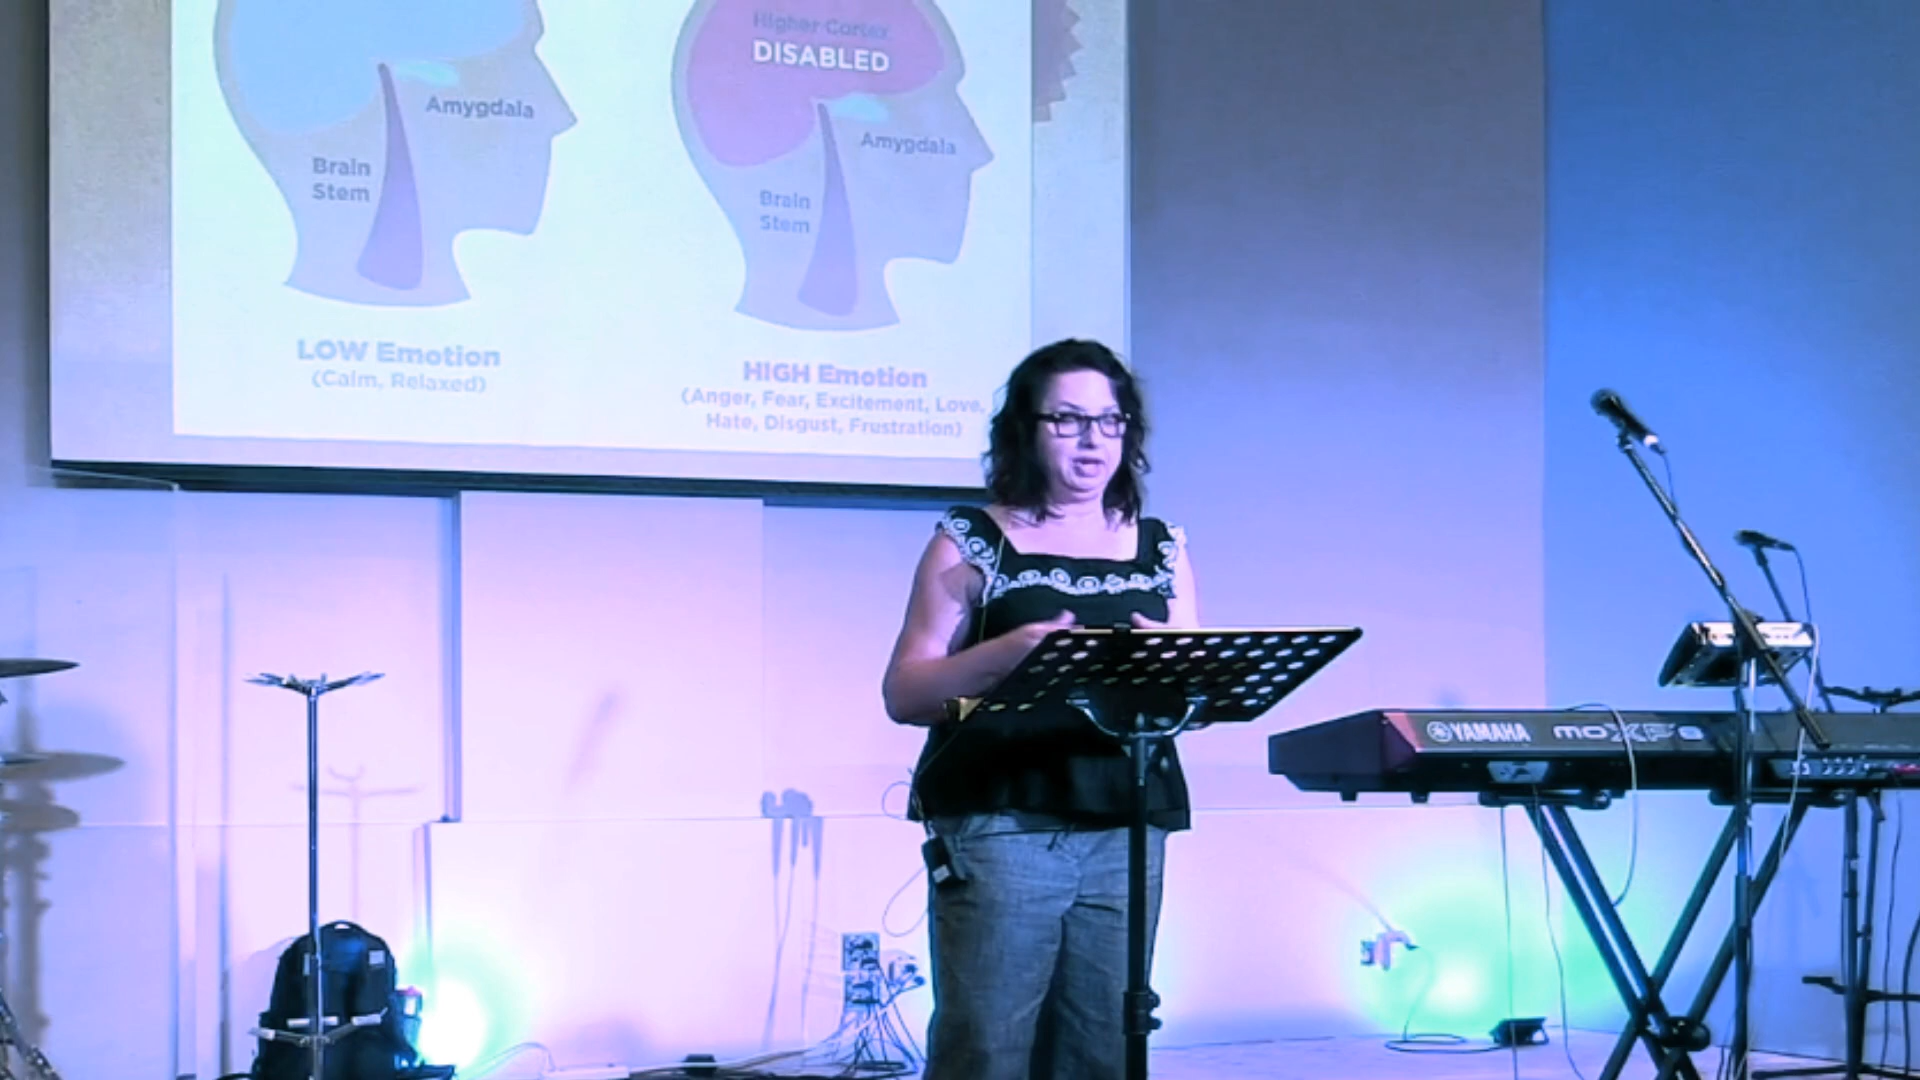 Amygdala
Brain
Stem
LOW Emotion
(Calm, Relaxed)
Higher Cortex
DISABLED
Amygdala
Brain
Stem
HIGH Emotion
(Anger, Fear, Excitement, Love,
Hate, Disgust, Frustration)
YAMAHA MOXF8